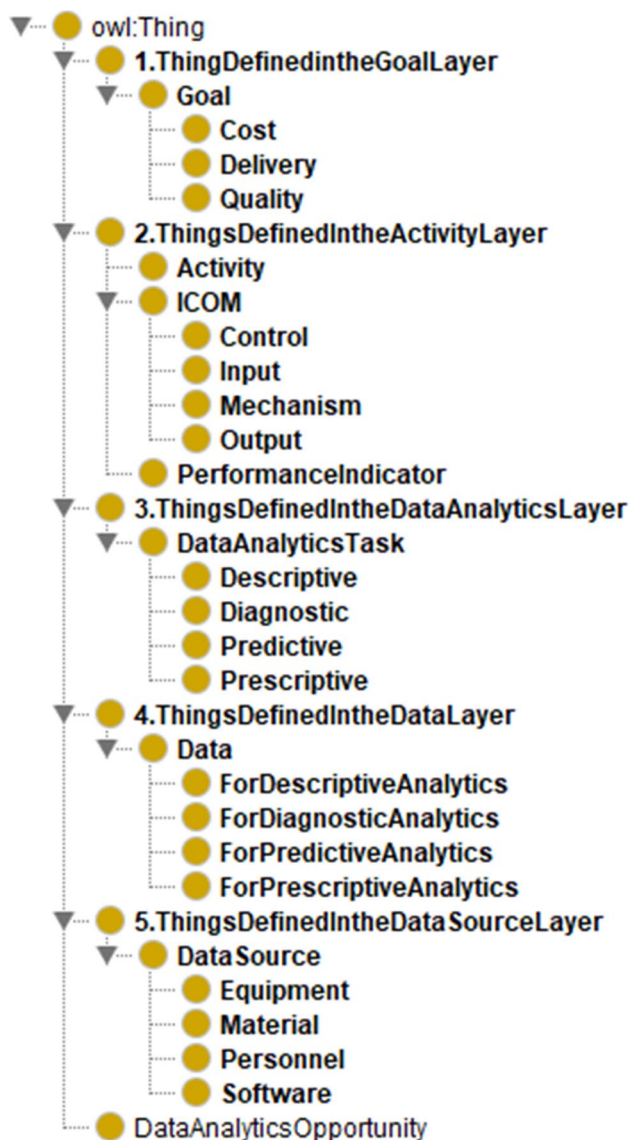 owl:Thing
1.ThingDefinedintheGoalLayer
Goal
Cost
Delivery
Quality
2.ThingsDefinedIntheActivityLayer
Activity
ICOM
Control
Input
Mechanism
Output
PerformanceIndicator
3.ThingsDefinedIntheDataAnalyticsLayer
DataAnalyticsTask
Descriptive
Diagnostic
Predictive
Prescriptive
4.ThingsDefinedIntheDataLayer
Data
ForDescriptiveAnalytics
ForDiagnosticAnalytics
ForPredictiveAnalytics
ForPrescriptiveAnalytics
5.ThingsDefinedIntheDataSourceLayer
DataSource
Equipment
Material
Personnel
Software
DataAnalyticsOpportunity